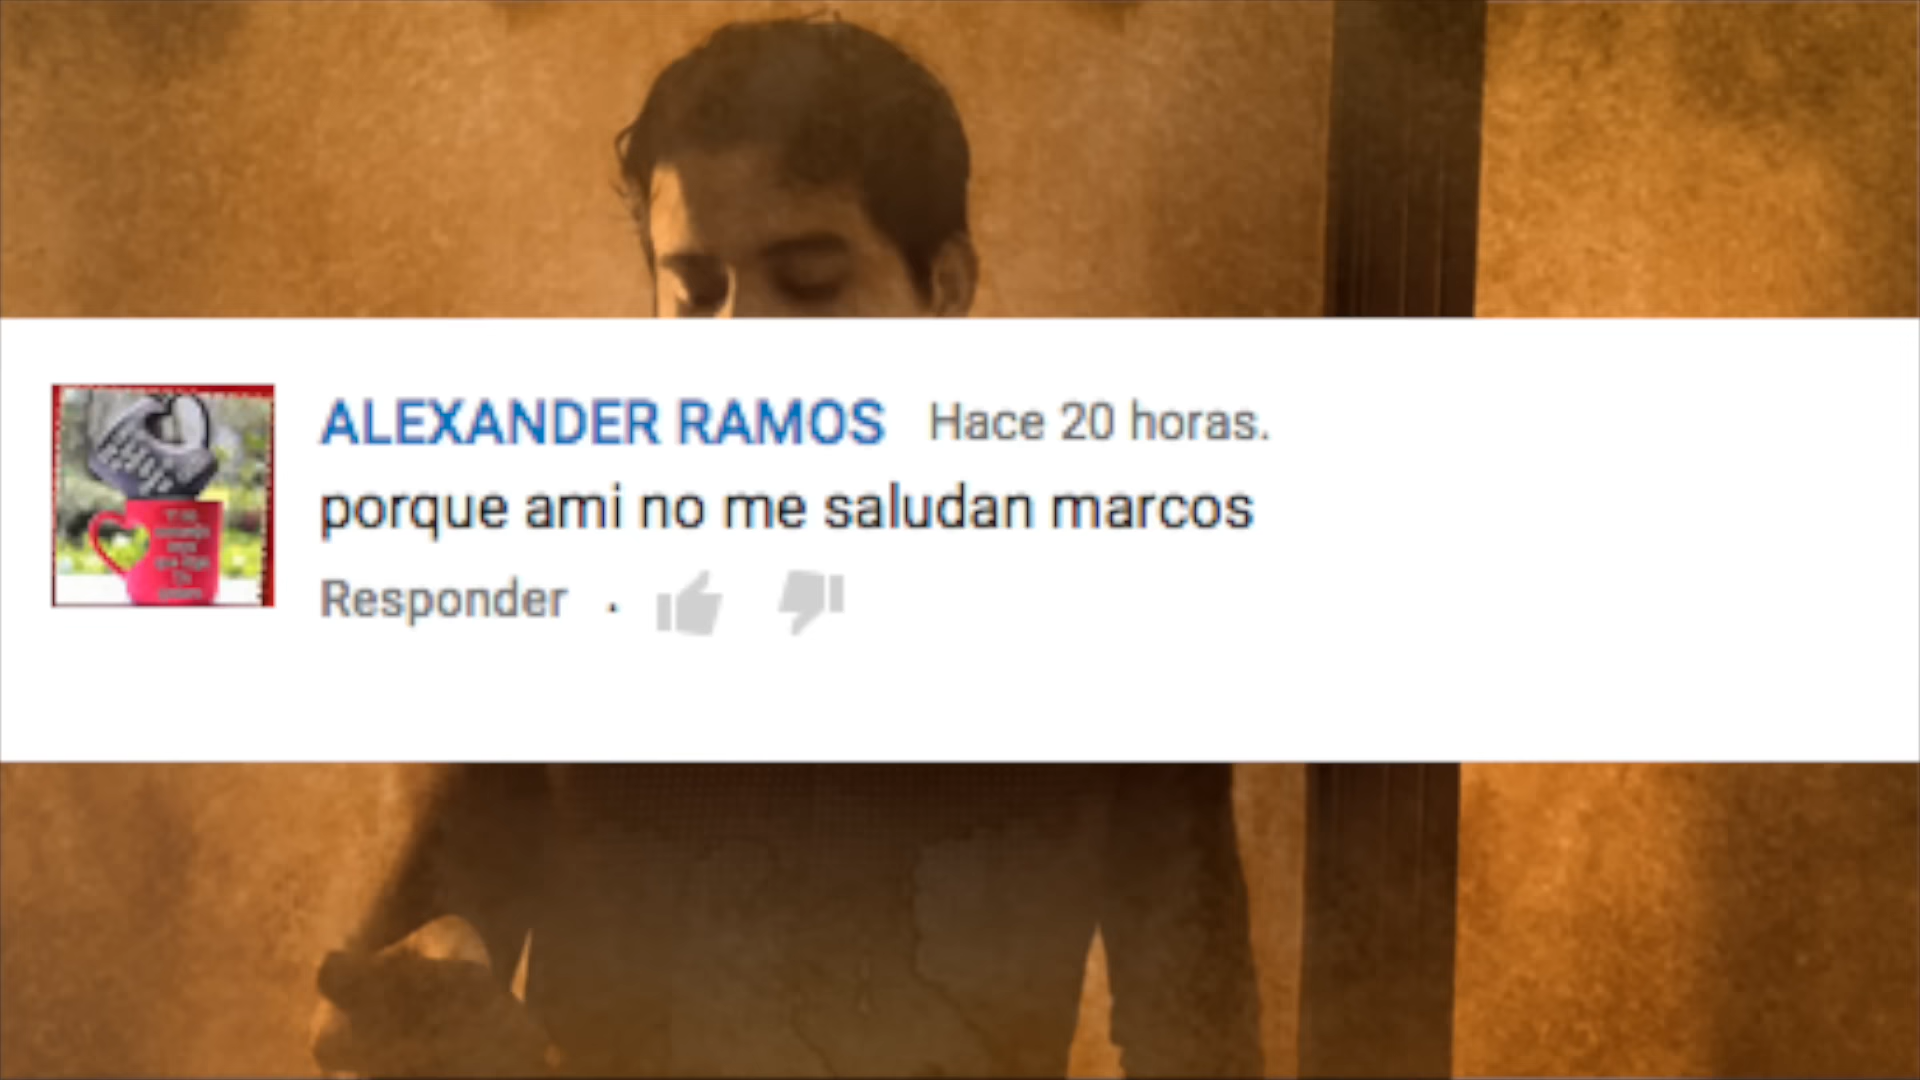 ALEXANDER RAMOS Hace 20 horas.
porque ami no me saludan marcos
Responder .